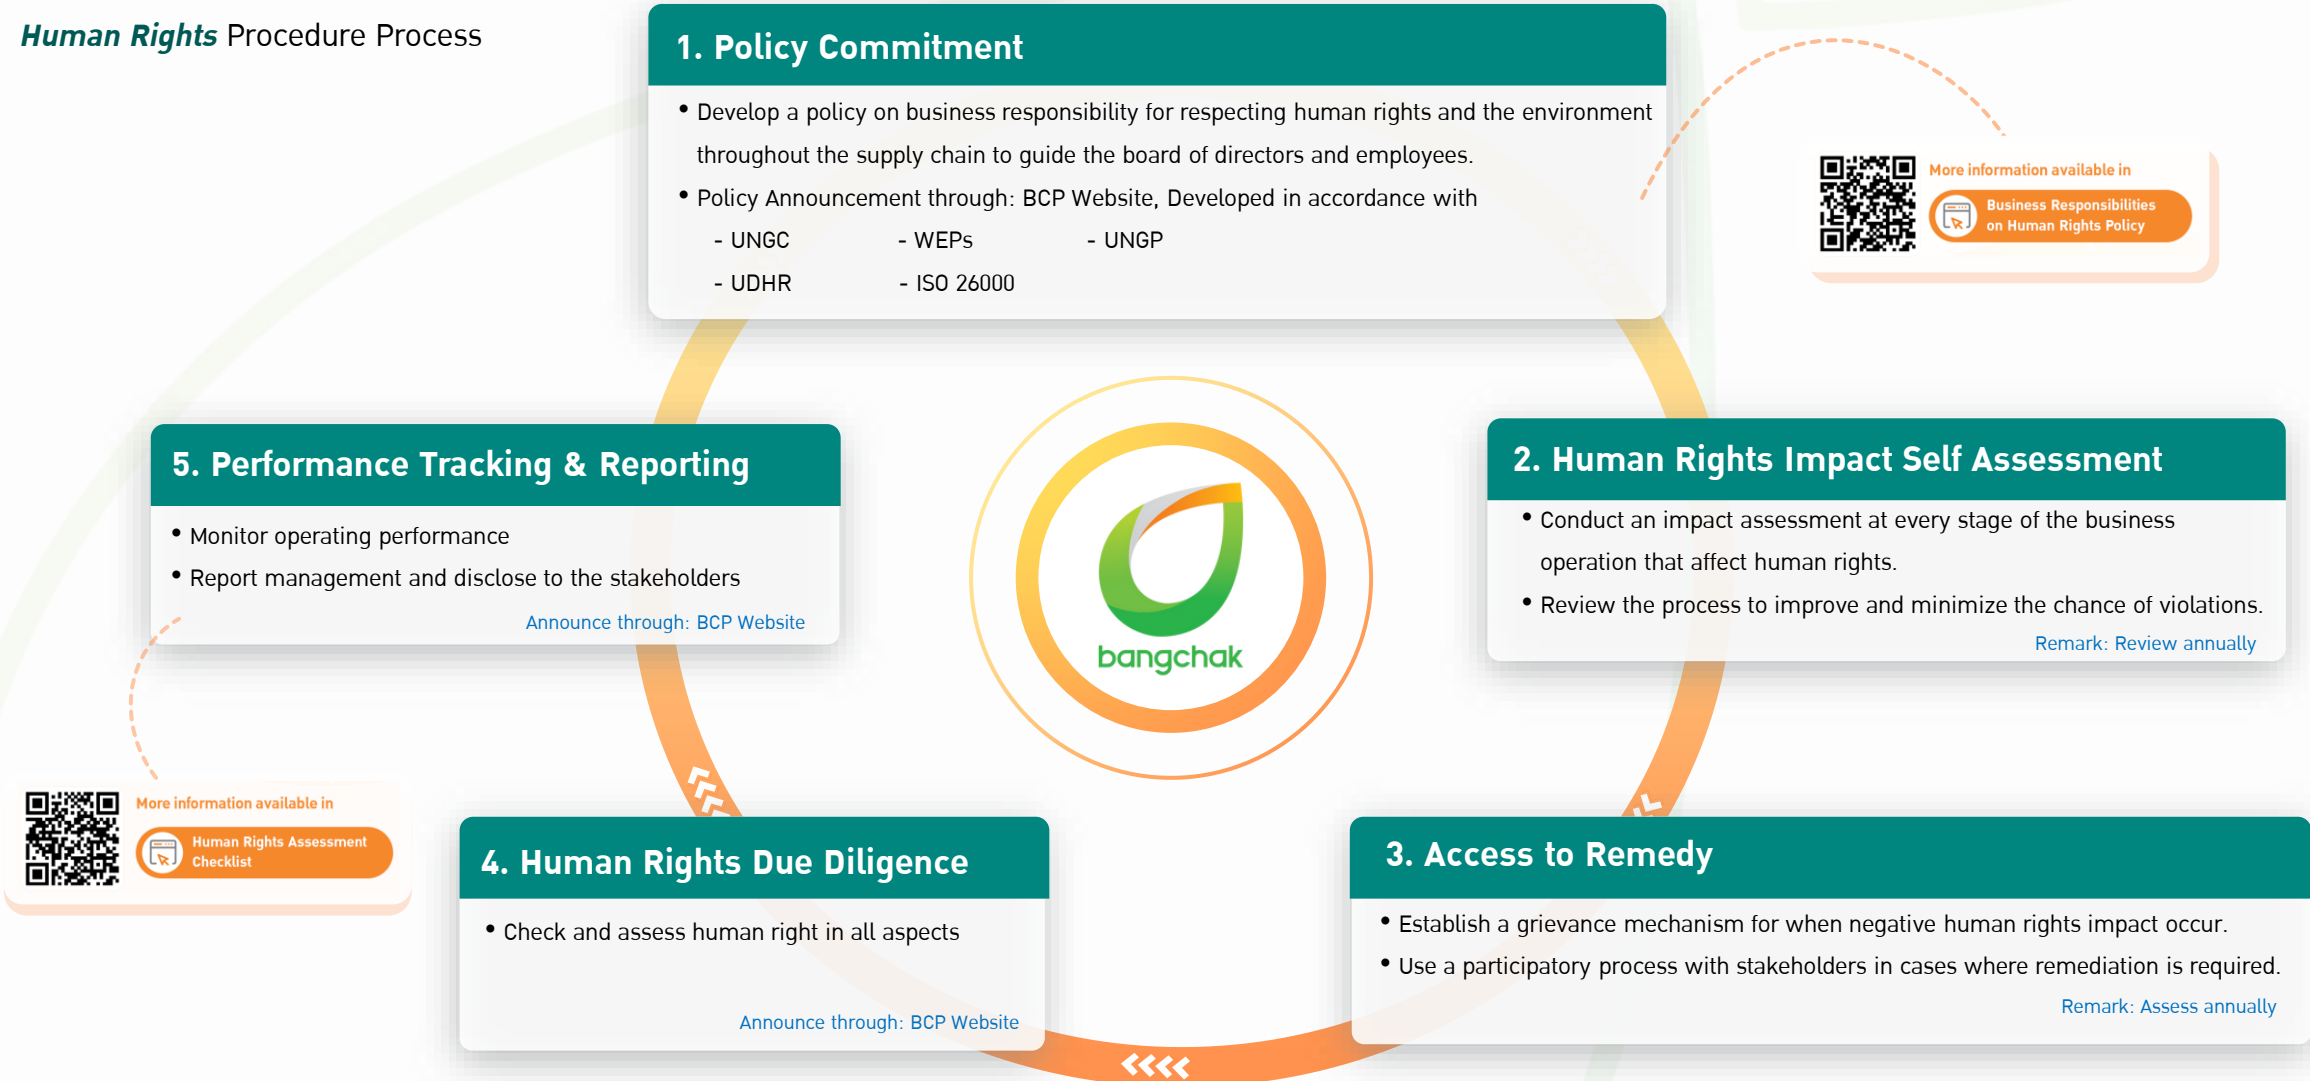 Human Rights Procedure Process
1. Policy Commitment
• Develop a policy on business responsibility for respecting human rights and the environment
throughout the supply chain to guide the board of directors and employees.
• Policy Announcement through: BCP Website, Developed in accordance with
- UNGC - WEPs - UNGP
- UDHR - ISO 26000
More information available in
Business Responsibilities
on Human Rights Policy
2. Human Rights Impact Self Assessment
• Conduct an impact assessment at every stage of the business
operation that affect human rights.
• Review the process to improve and minimize the chance of violations.
Remark: Review annually
3. Access to Remedy
• Establish a grievance mechanism for when negative human rights impact occur.
• Use a participatory process with stakeholders in cases where remediation is required.
Remark: Assess annually
4. Human Rights Due Diligence
• Check and assess human right in all aspects
Announce through: BCP Website
5. Performance Tracking & Reporting
• Monitor operating performance
• Report management and disclose to the stakeholders
Announce through: BCP Website
More information available in
Human Rights Assessment
Checklist
bangchak